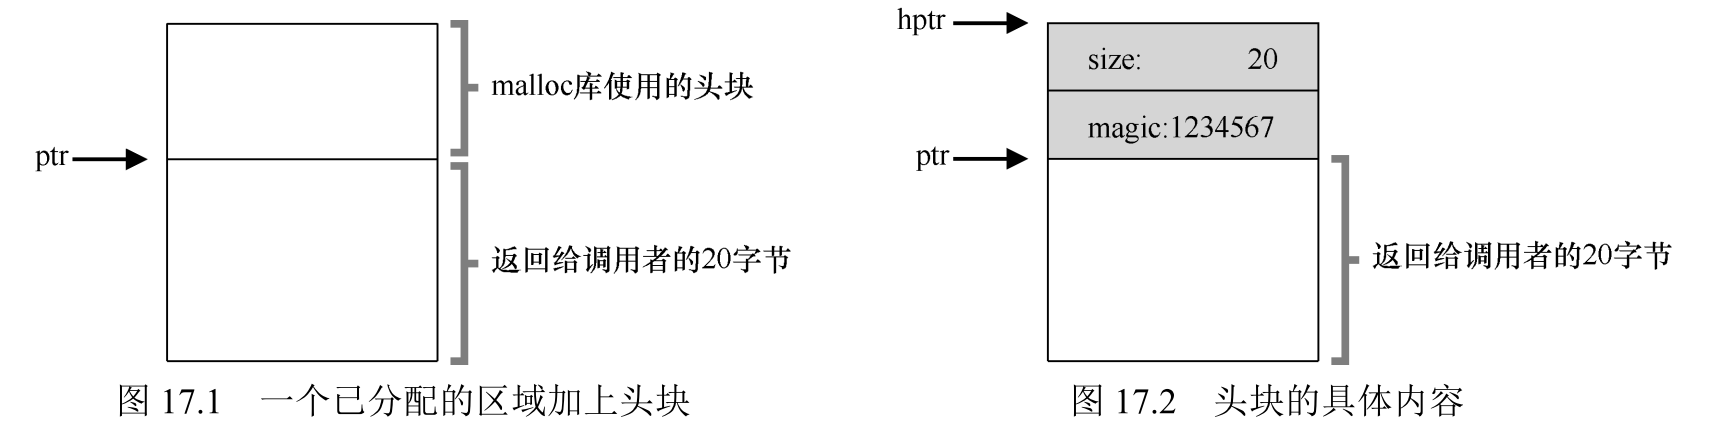 malloc库使用的头块
ptr
返回给调用者的20字节
图 17.1 一个已分配的区域加上头块
hptr
size: 20
magic:1234567
ptr
返回给调用者的20字节
图 17.2 头块的具体内容